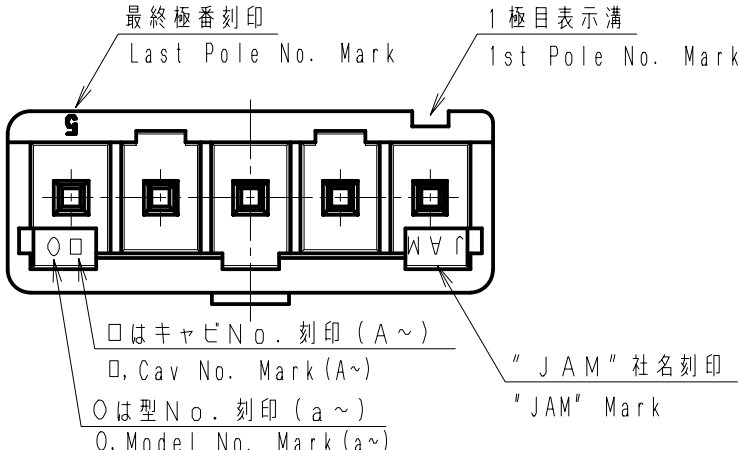 最終極番刻印
Last Pole No. Mark
1極目表示溝
1st Pole No. Mark
5
○□
JAM
□はキャビNo.刻印(A~)
□,Cav No. Mark(A~)
○は型No.刻印(a~)
○,Model No. Mark(a~)
"JAM"社名刻印
"JAM" Mark